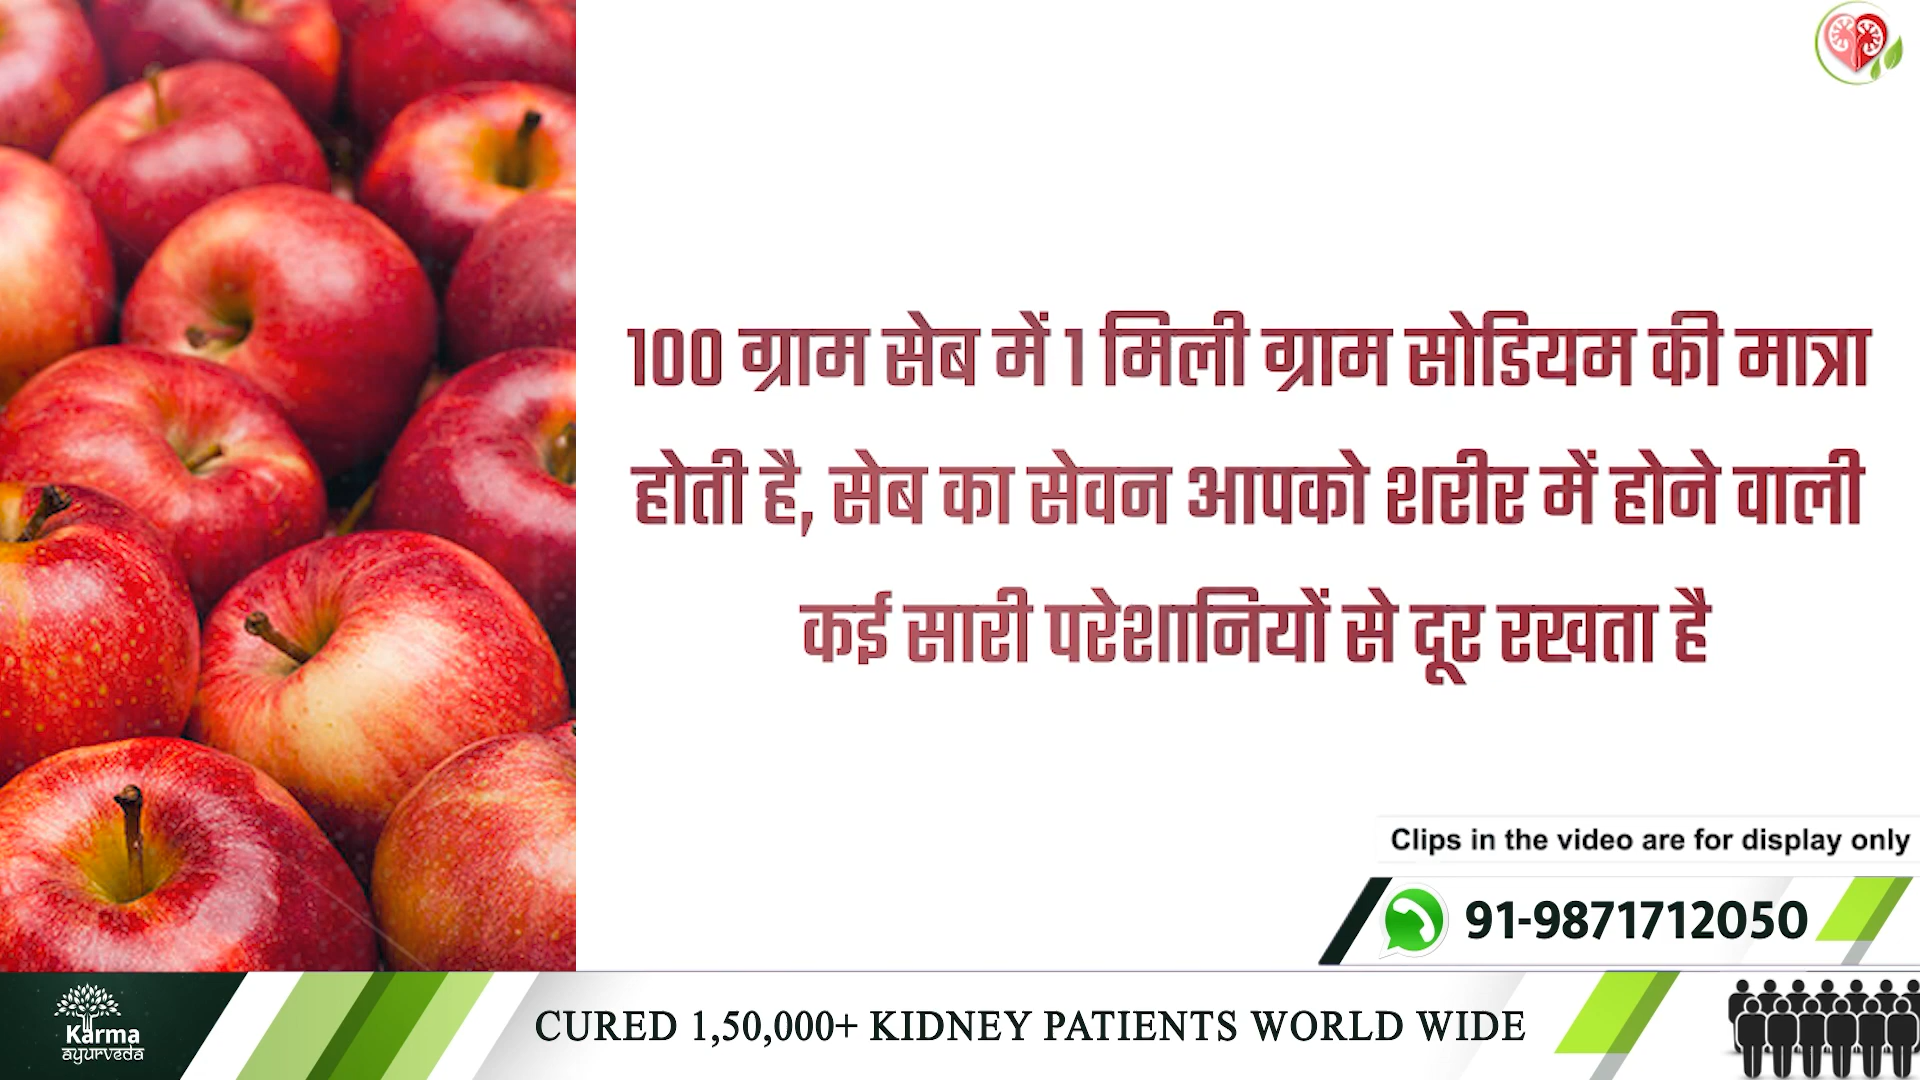 100 ग्राम सेब में 1 मिली ग्राम सोडियम की मात्रा
होती है, सेब का सेवन आपको शरीर में होने वाली
कई सारी परेशानियों से दूर रखता है
Clips in the video are for display only
91-9871712050
Karma
ayurveda
CURED 1,50,000+ KIDNEY PATIENTS WORLD WIDE